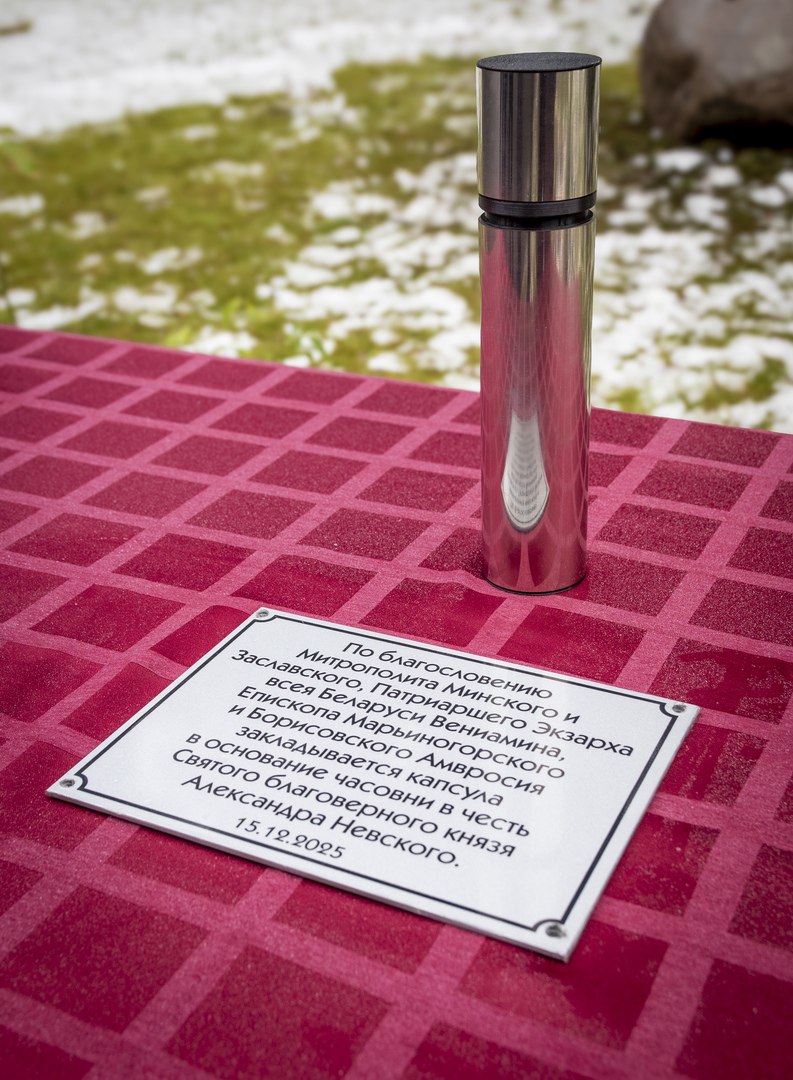 По благословению
Митрополита Минского и
Заславского, Патриаршего Экзарха
всея Беларуси Вениамина,
Епископа Марьиногорского
и Борисовского Амвросия
закладывается капсула
в основание часовни в честь
Святого благоверного князя
Александра Невского.
15.12.2025